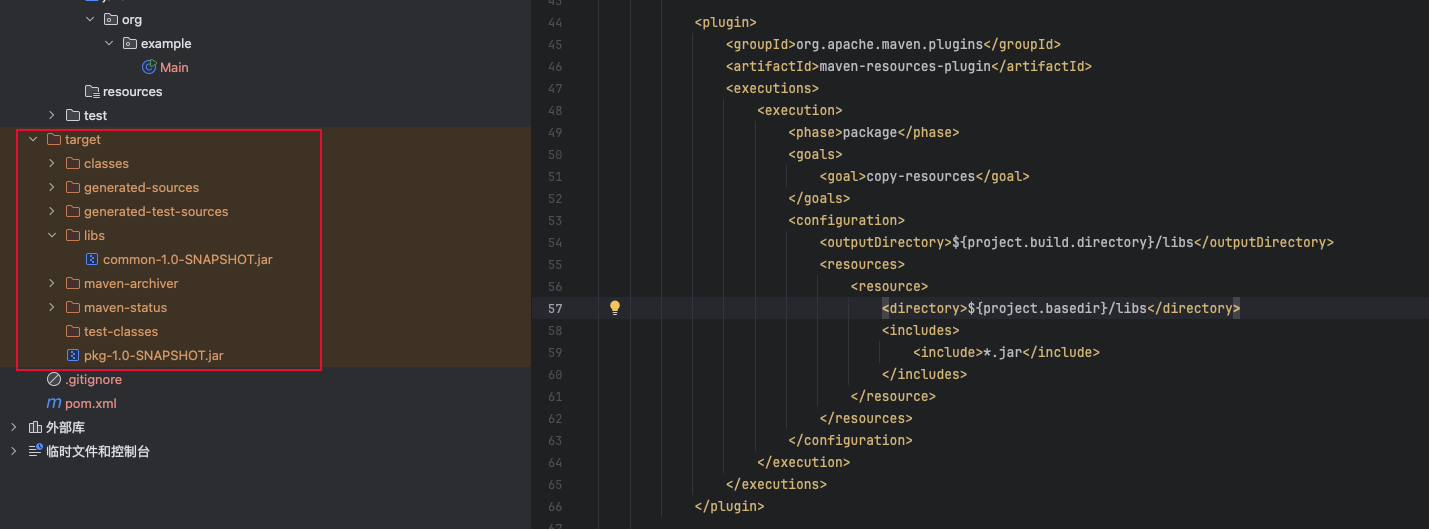 org
example
Main
resources
test
target
classes
generated-sources
generated-test-sources
libs
common-1.0-SNAPSHOT.jar
maven-archiver
maven-status
test-classes
pkg-1.0-SNAPSHOT.jar
.gitignore
pom.xml
外部库
临时文件和控制台
43
44 <plugin>
45 <groupId>org.apache.maven.plugins</groupId>
46 <artifactId>maven-resources-plugin</artifactId>
47 <executions>
48 <execution>
49 <phase>package</phase>
50 <goals>
51 <goal>copy-resources</goal>
52 </goals>
53 <configuration>
54 <outputDirectory>${project.build.directory}/libs</outputDirectory>
55 <resources>
56 <resource>
57 <directory>${project.basedir}/libs</directory>
58 <includes>
59 <include>*.jar</include>
60 </includes>
61 </resource>
62 </resources>
63 </configuration>
64 </execution>
65 </executions>
66 </plugin>
67